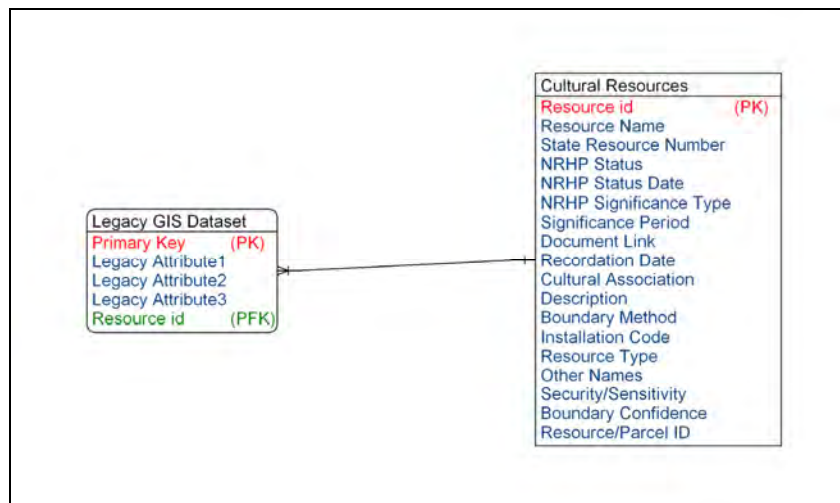 Cultural Resources
Resource id (PK)
Resource Name
State Resource Number
NRHP Status
NRHP Status Date
NRHP Significance Type
Significance Period
Document Link
Recordation Date
Cultural Association
Description
Boundary Method
Installation Code
Resource Type
Other Names
Security/Sensitivity
Boundary Confidence
Resource/Parcel ID
Legacy GIS Dataset
Primary Key (PK)
Legacy Attribute1
Legacy Attribute2
Legacy Attribute3
Resource id (PFK)